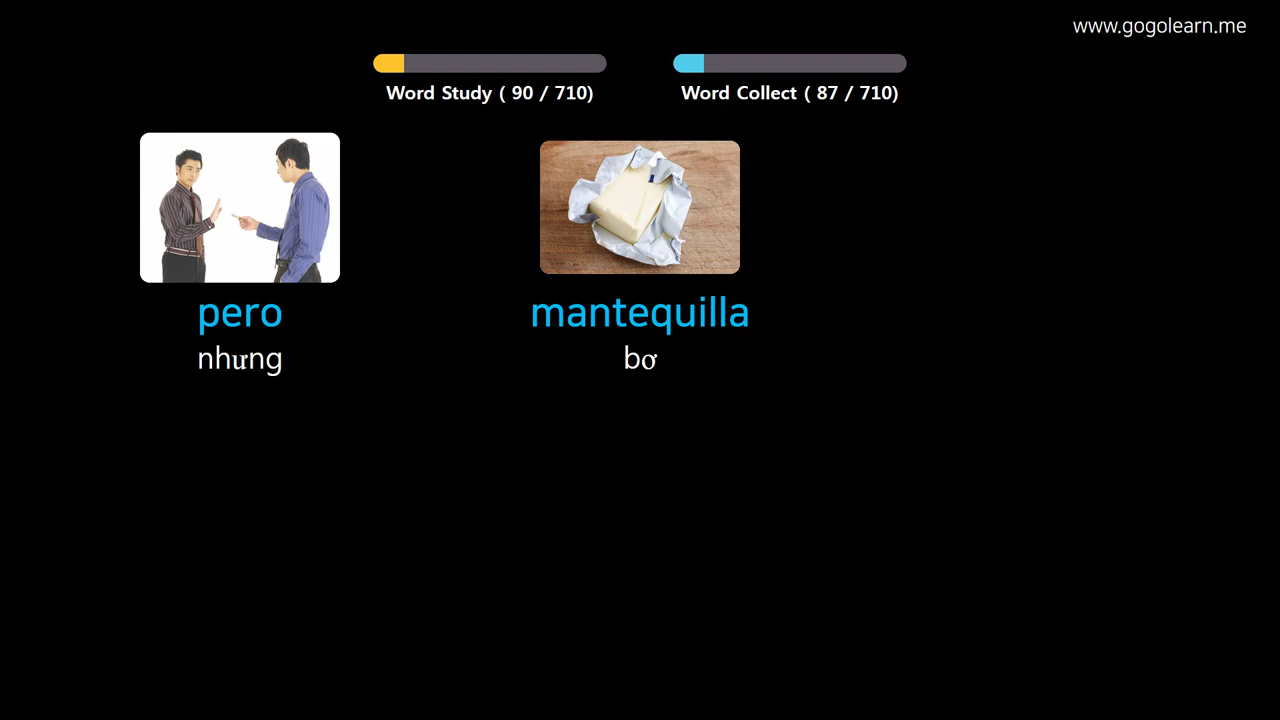 www.gogolearn.me
Word Study ( 90 / 710)
Word Collect ( 87 / 710)
pero
nhưng
mantequilla
bơ